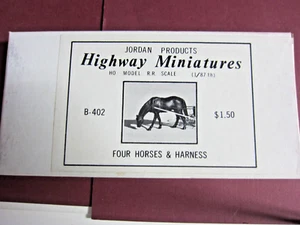 JORDAN PRODUCTS
Highway Miniatures
HO MODEL R.R. SCALE (1/87TH)
B-402
$1.50
FOUR HORSES & HARNESS